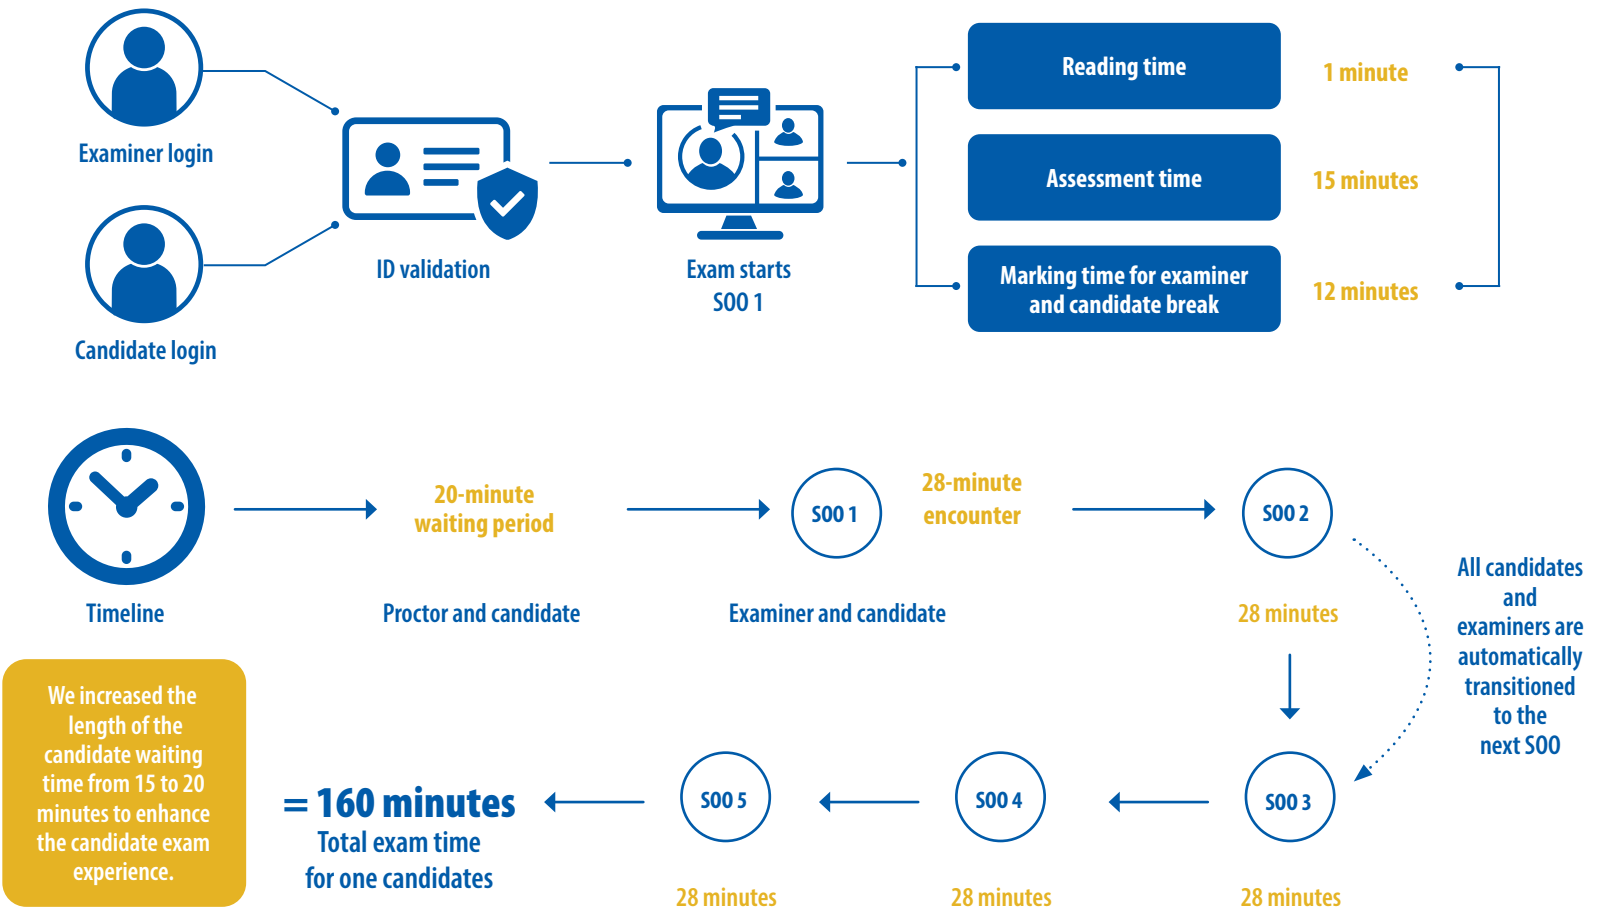 Examiner login
Candidate login
ID validation
Exam starts
SOO 1
Reading time
1 minute
Assessment time
15 minutes
Marking time for examiner
and candidate break
12 minutes
Timeline
20-minute
waiting period
Proctor and candidate
SOO 1
28-minute
encounter
Examiner and candidate
SOO 2
28 minutes
All candidates
and
examiners are
automatically
transitioned
to the
next SOO
SOO 3
28 minutes
SOO 4
28 minutes
SOO 5
28 minutes
= 160 minutes
Total exam time
for one candidates
We increased the
length of the
candidate waiting
time from 15 to 20
minutes to enhance
the candidate exam
experience.